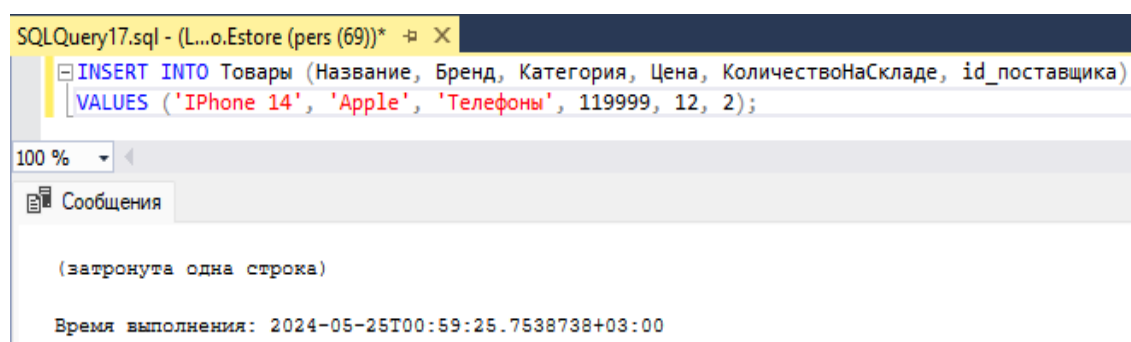 SQLQuery17.sql - (L...o.Estore (pers (69))*
INSERT INTO Товары (Название, Бренд, Категория, Цена, КоличествоНаСкладе, id_поставщика)
VALUES ('IPhone 14', 'Apple', 'Телефоны', 119999, 12, 2);
100 %
Сообщения
(затронута одна строка)
Время выполнения: 2024-05-25T00:59:25.7538738+03:00